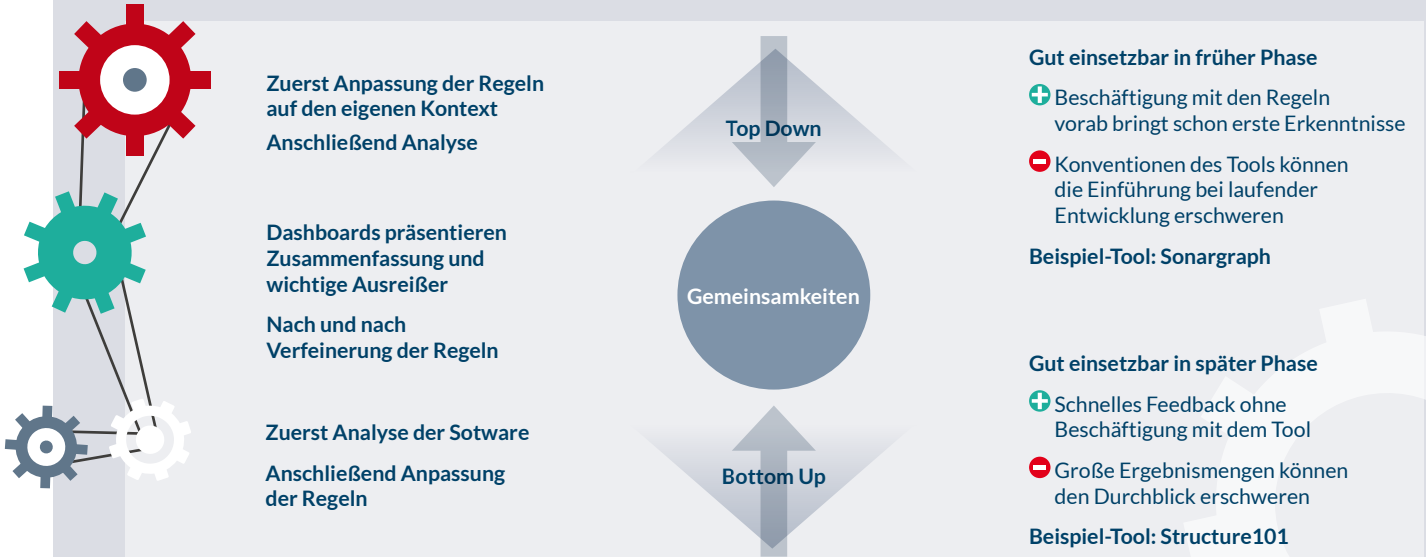 Zuerst Anpassung der Regeln
auf den eigenen Kontext
Anschließend Analyse
Dashboards präsentieren
Zusammenfassung und
wichtige Ausreißer
Nach und nach
Verfeinerung der Regeln
Zuerst Analyse der Sotware
Anschließend Anpassung
der Regeln
Top Down
Gemeinsamkeiten
Bottom Up
Gut einsetzbar in früher Phase
Beschäftigung mit den Regeln
vorab bringt schon erste Erkenntnisse
Konventionen des Tools können
die Einführung bei laufender
Entwicklung erschweren
Beispiel-Tool: Sonargraph
Gut einsetzbar in später Phase
Schnelles Feedback ohne
Beschäftigung mit dem Tool
Große Ergebnismengen können
den Durchblick erschweren
Beispiel-Tool: Structure101